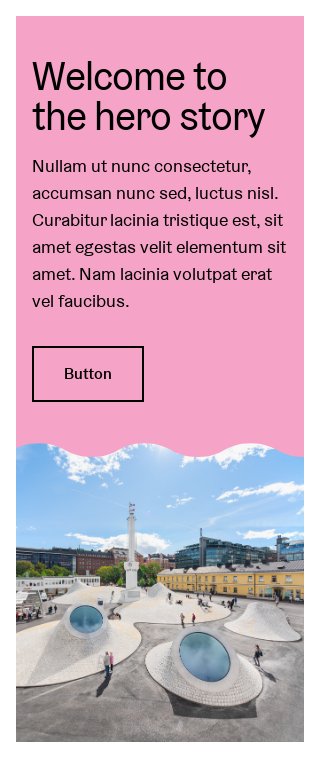 Welcome to
the hero story
Nullam ut nunc consectetur,
accumsan nunc sed, luctus nisl.
Curabitur lacinia tristique est, sit
amet egestas velit elementum sit
amet. Nam lacinia volutpat erat
vel faucibus.
Button